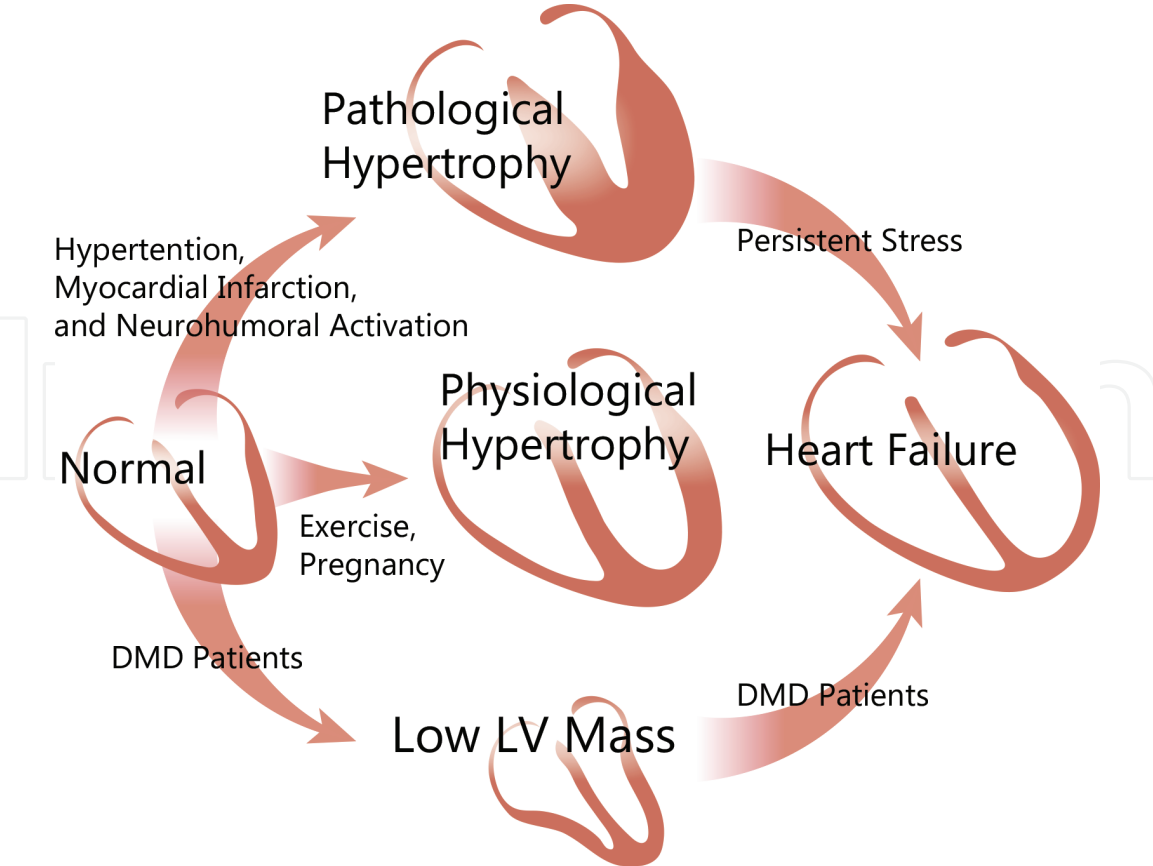 Pathological
Hypertrophy
Hypertention,
Myocardial Infarction,
and Neurohumoral Activation
Persistent Stress
Physiological
Hypertrophy
Normal
Heart Failure
Exercise,
Pregnancy
DMD Patients
DMD Patients
Low LV Mass